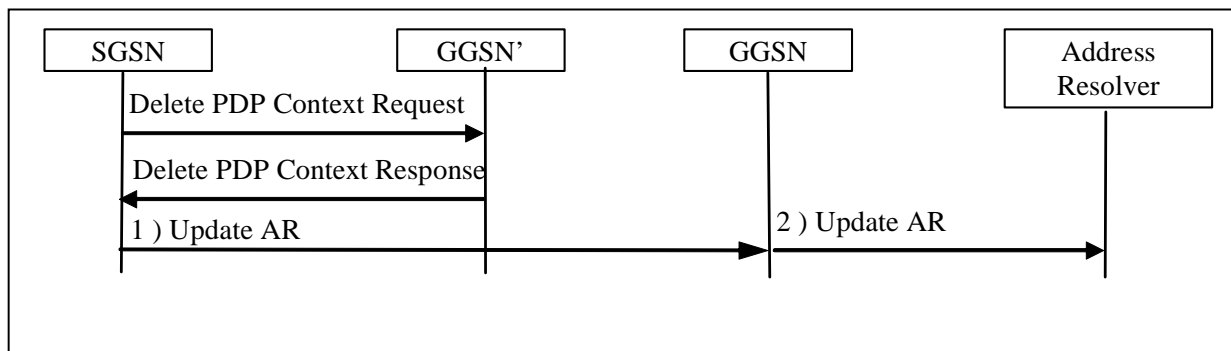 SGSN
GGSN’
GGSN
Address
Resolver
Delete PDP Context Request
Delete PDP Context Response
1 ) Update AR
2 ) Update AR